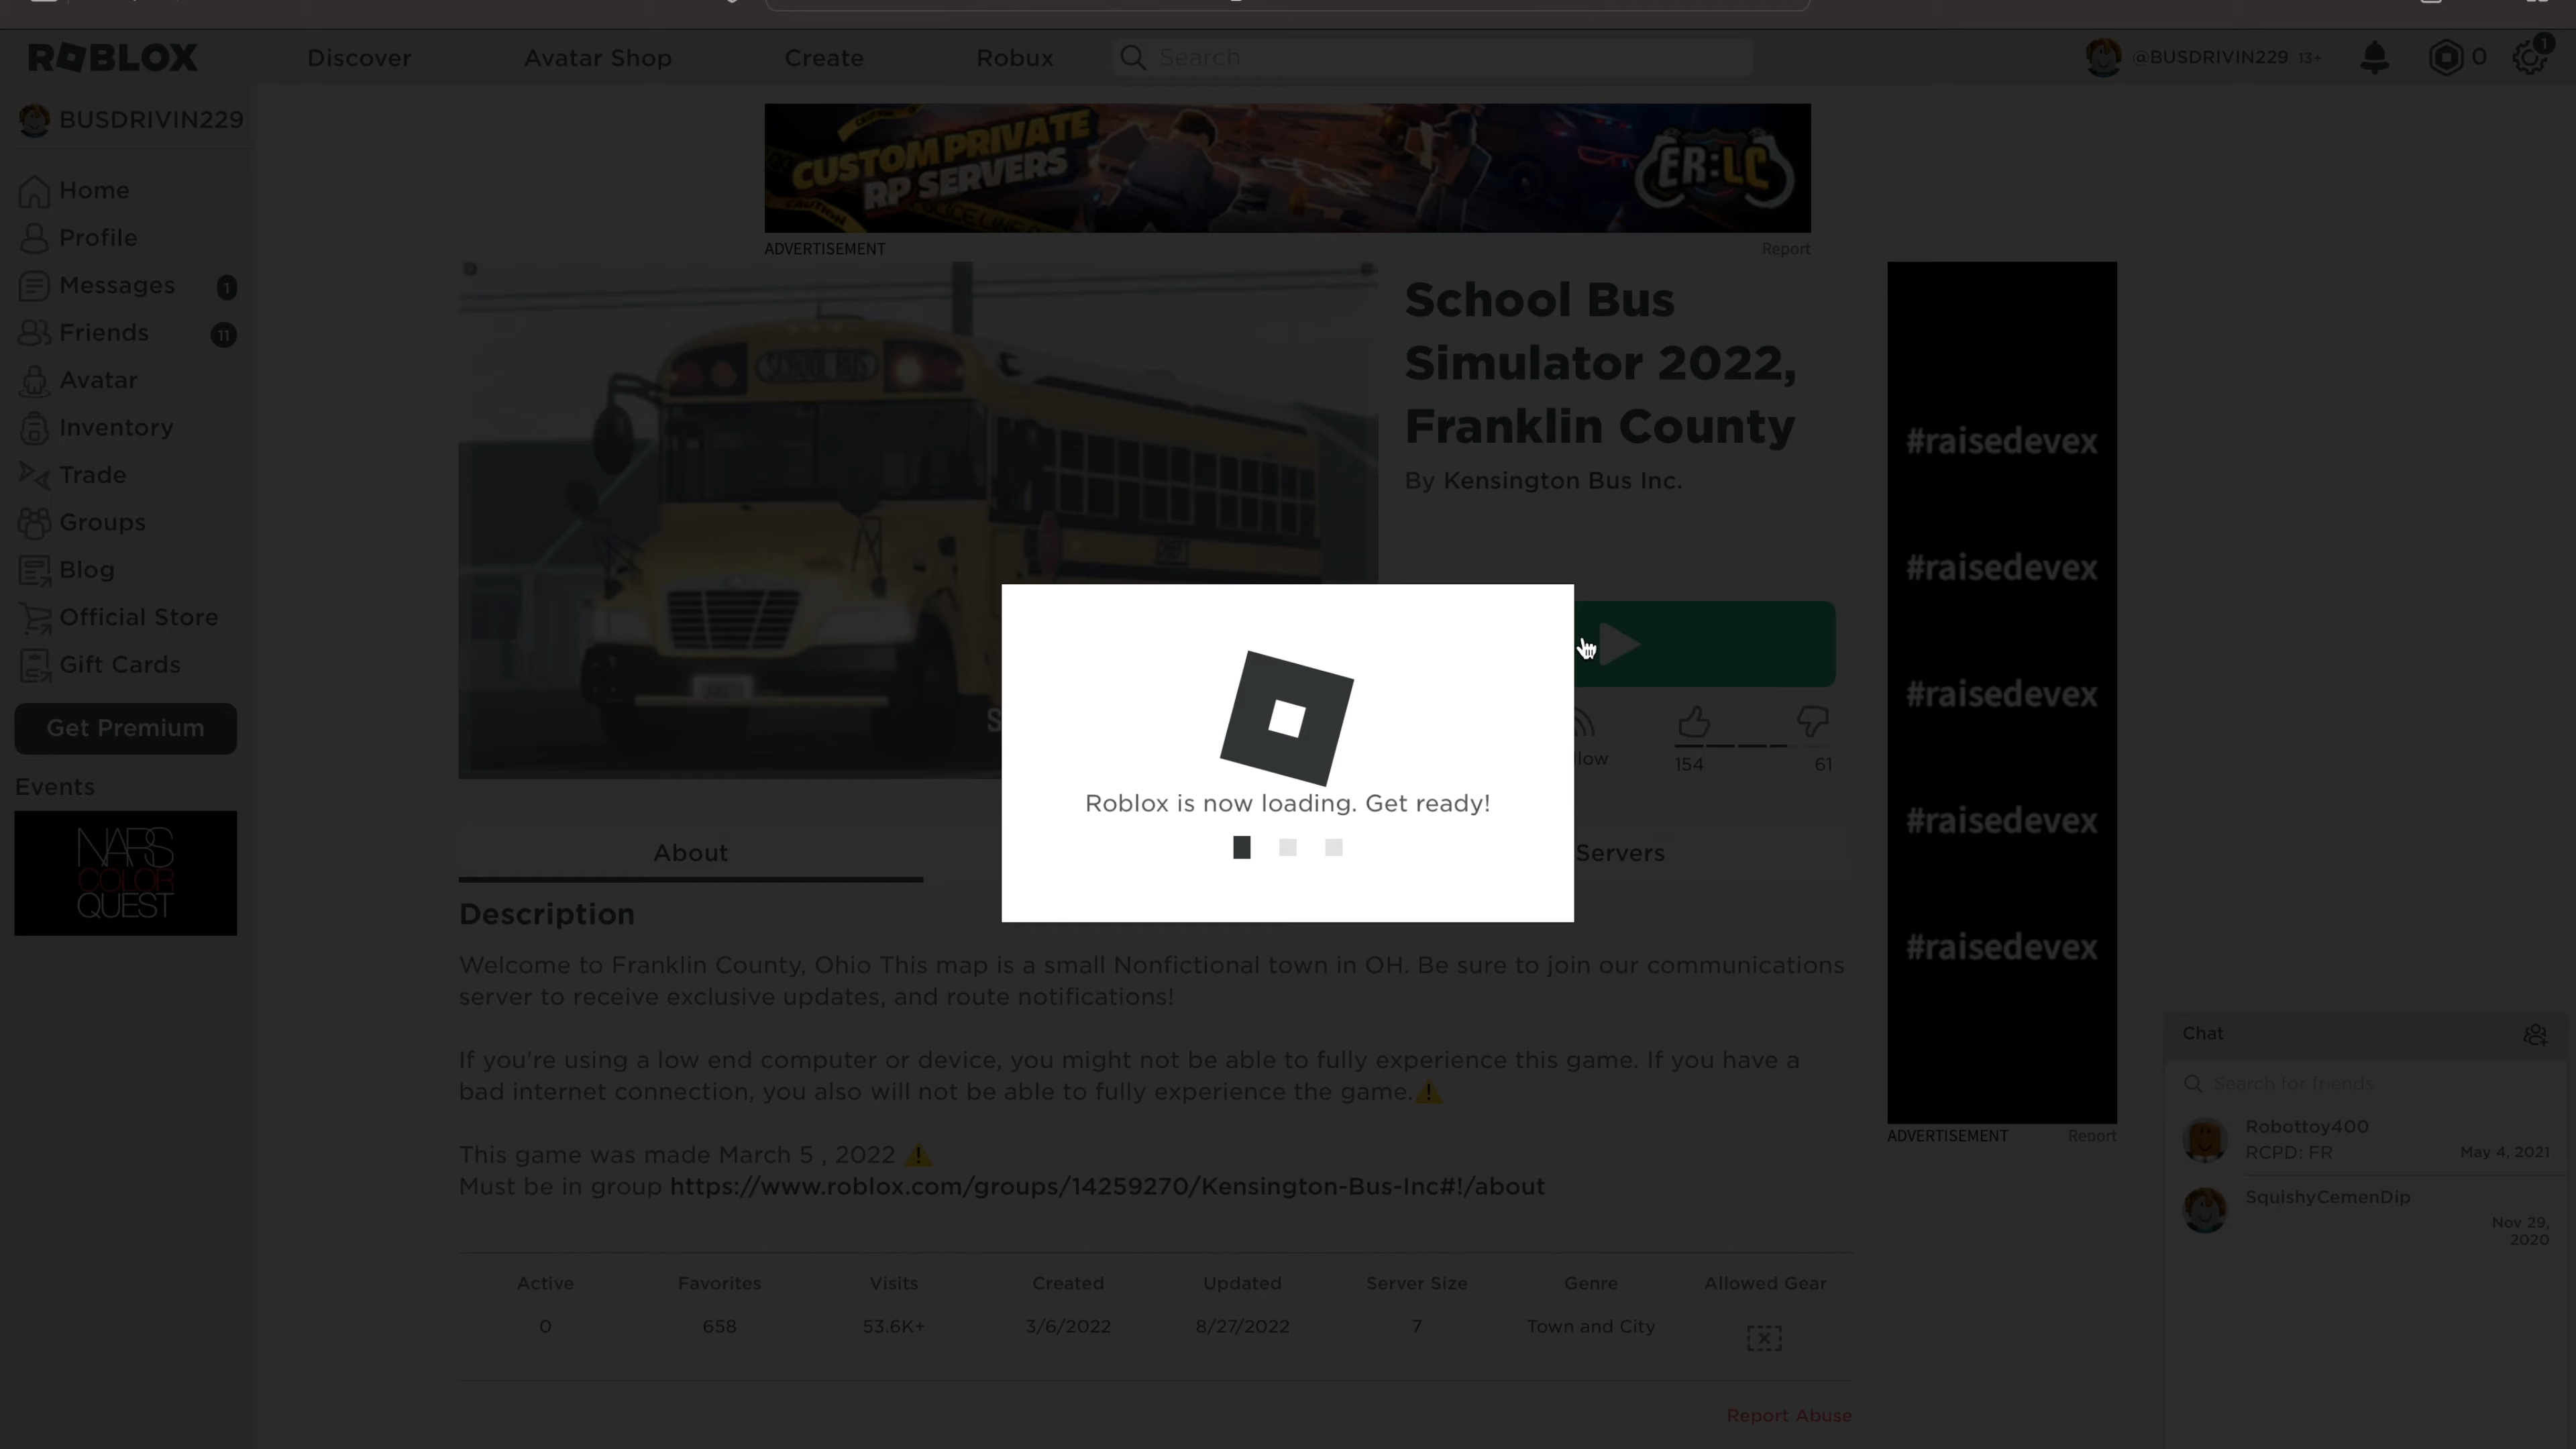 ROBLOX
Discover
Avatar Shop
Create
Robux
Search
@BUSDRIVIN229 13+
0
1
BUSDRIVIN229
Home
Profile
Messages 1
Friends 11
Avatar
Inventory
Trade
Groups
Blog
Official Store
Gift Cards
Get Premium
Events
NARS
COLOR
QUEST
CUSTOM PRIVATE
RP SERVERS
ER:LC
ADVERTISEMENT
Report
SCHOOL BUS
School Bus
Simulator 2022,
Franklin County
By Kensington Bus Inc.
154
61
Roblox is now loading. Get ready!
About
Servers
Description
Welcome to Franklin County, Ohio This map is a small Nonfictional town in OH. Be sure to join our communications
server to receive exclusive updates, and route notifications!
If you're using a low end computer or device, you might not be able to fully experience this game. If you have a
bad internet connection, you also will not be able to fully experience the game.⚠️
This game was made March 5 , 2022 ⚠️
Must be in group https://www.roblox.com/groups/14259270/Kensington-Bus-Inc#!/about
Active Favorites Visits Created Updated Server Size Genre Allowed Gear
0 658 53.6K+ 3/6/2022 8/27/2022 7 Town and City
Report Abuse
#raisedevex
#raisedevex
#raisedevex
#raisedevex
#raisedevex
ADVERTISEMENT
Report
Chat
Search for friends
Robottoy400
RCPD: FR
May 4, 2021
SquishyCemenDip
Nov 29,
2020